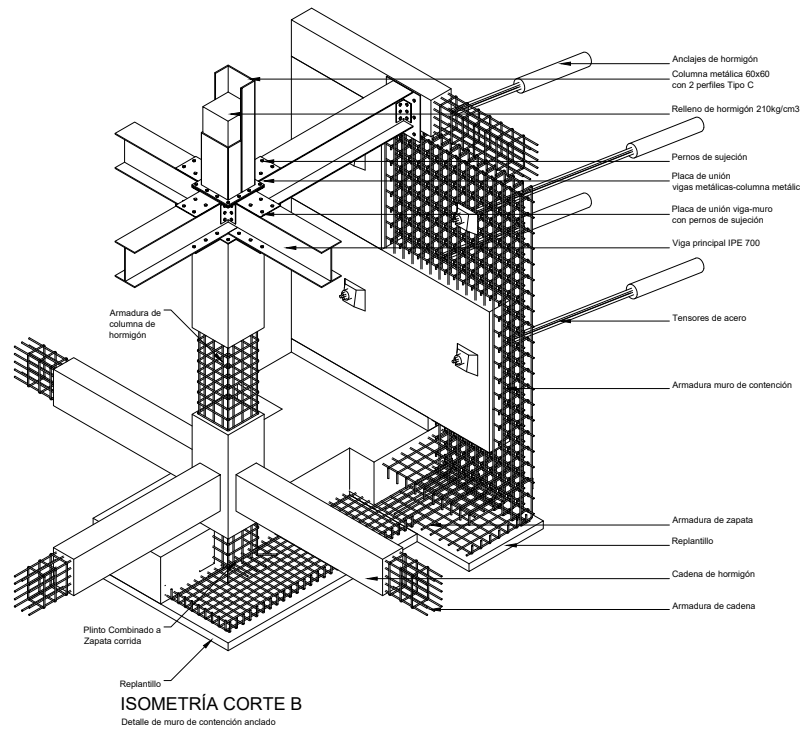 Anclajes de hormigón
Columna metálica 60x60
con 2 perfiles Tipo C
Relleno de hormigón 210kg/cm3
Pernos de sujeción
Placa de unión
vigas metálicas-columna metálic
Placa de unión viga-muro
con pernos de sujeción
Viga principal IPE 700
Armadura de
columna de
hormigón
Tensores de acero
Armadura muro de contención
Armadura de zapata
Replantillo
Cadena de hormigón
Armadura de cadena
Plinto Combinado a
Zapata corrida
Replantillo
ISOMETRÍA CORTE B
Detalle de muro de contención anclado